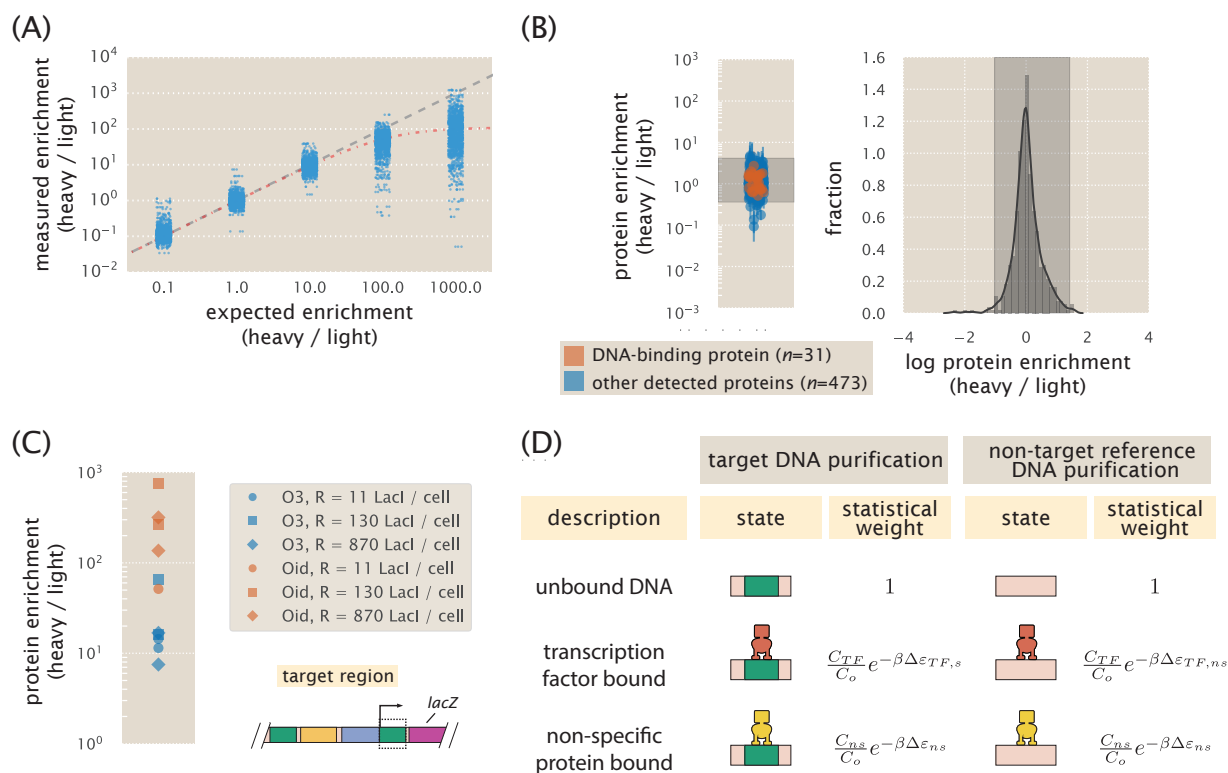 (A)
measured enrichment
(heavy / light)
10^4
10^3
10^2
10^1
10^0
10^-1
10^-2
0.1 1.0 10.0 100.0 1000.0
expected enrichment
(heavy / light)
(B)
protein enrichment
(heavy / light)
10^3
10^2
10^1
10^0
10^-1
10^-2
10^-3
DNA-binding protein (n=31)
other detected proteins (n=473)
fraction
1.6
1.4
1.2
1.0
0.8
0.6
0.4
0.2
0.0
−4 −2 0 2 4
log protein enrichment
(heavy / light)
(C)
protein enrichment
(heavy / light)
10^3
10^2
10^1
10^0
O3, R = 11 LacI / cell
O3, R = 130 LacI / cell
O3, R = 870 LacI / cell
Oid, R = 11 LacI / cell
Oid, R = 130 LacI / cell
Oid, R = 870 LacI / cell
target region
lacZ
(D)
target DNA purification
non-target reference
DNA purification
description
state
statistical
weight
state
statistical
weight
unbound DNA
1
1
transcription
factor bound
C_TF/C_o e^{-βΔε_TF,s}
C_TF/C_o e^{-βΔε_TF,ns}
non-specific
protein bound
C_ns/C_o e^{-βΔε_ns}
C_ns/C_o e^{-βΔε_ns}